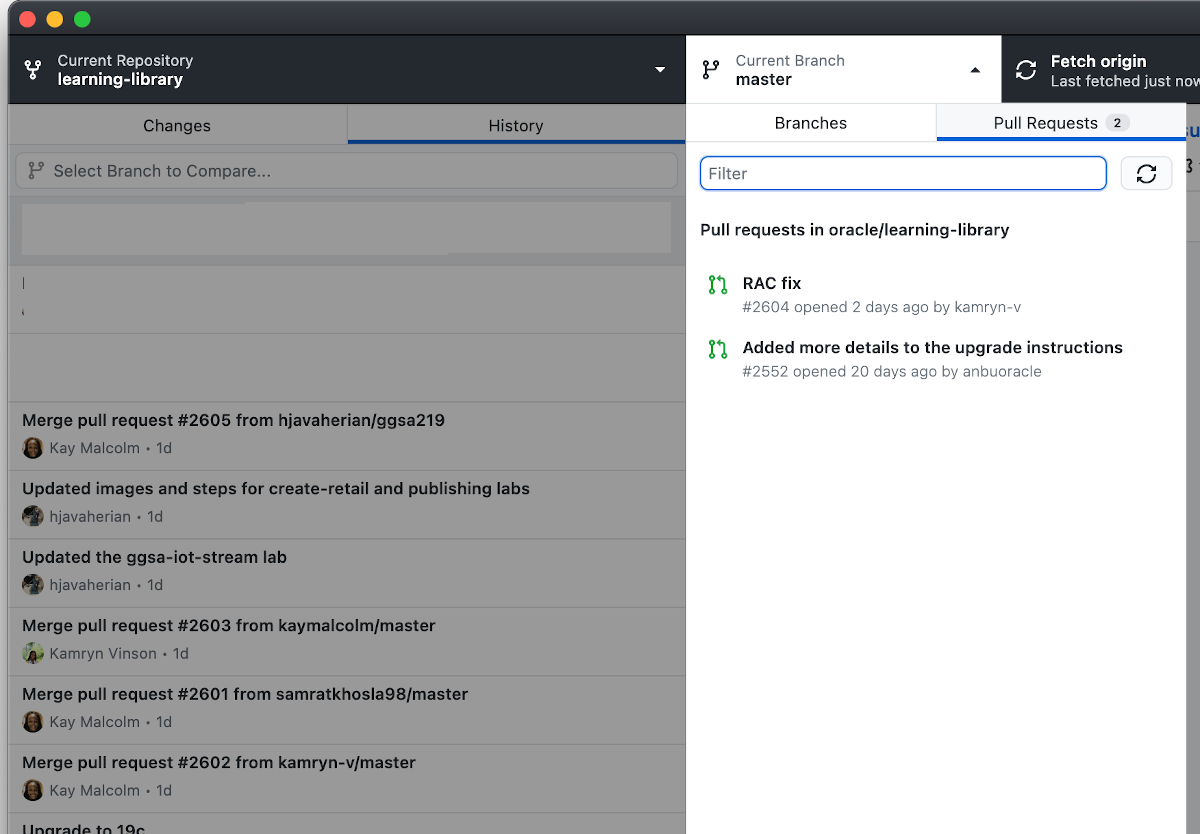 Current Repository
learning-library
Current Branch
master
Fetch origin
Last fetched just now
Changes
History
Branches
Pull Requests 2
Select Branch to Compare...
Filter
Pull requests in oracle/learning-library
RAC fix
#2604 opened 2 days ago by kamryn-v
Added more details to the upgrade instructions
#2552 opened 20 days ago by anbuoracle
Merge pull request #2605 from hjavaherian/ggsa219
Kay Malcolm • 1d
Updated images and steps for create-retail and publishing labs
hjavaherian • 1d
Updated the ggsa-iot-stream lab
hjavaherian • 1d
Merge pull request #2603 from kaymalcolm/master
Kamryn Vinson • 1d
Merge pull request #2601 from samratkhosla98/master
Kay Malcolm • 1d
Merge pull request #2602 from kamryn-v/master
Kay Malcolm • 1d
Upgrade to 19c